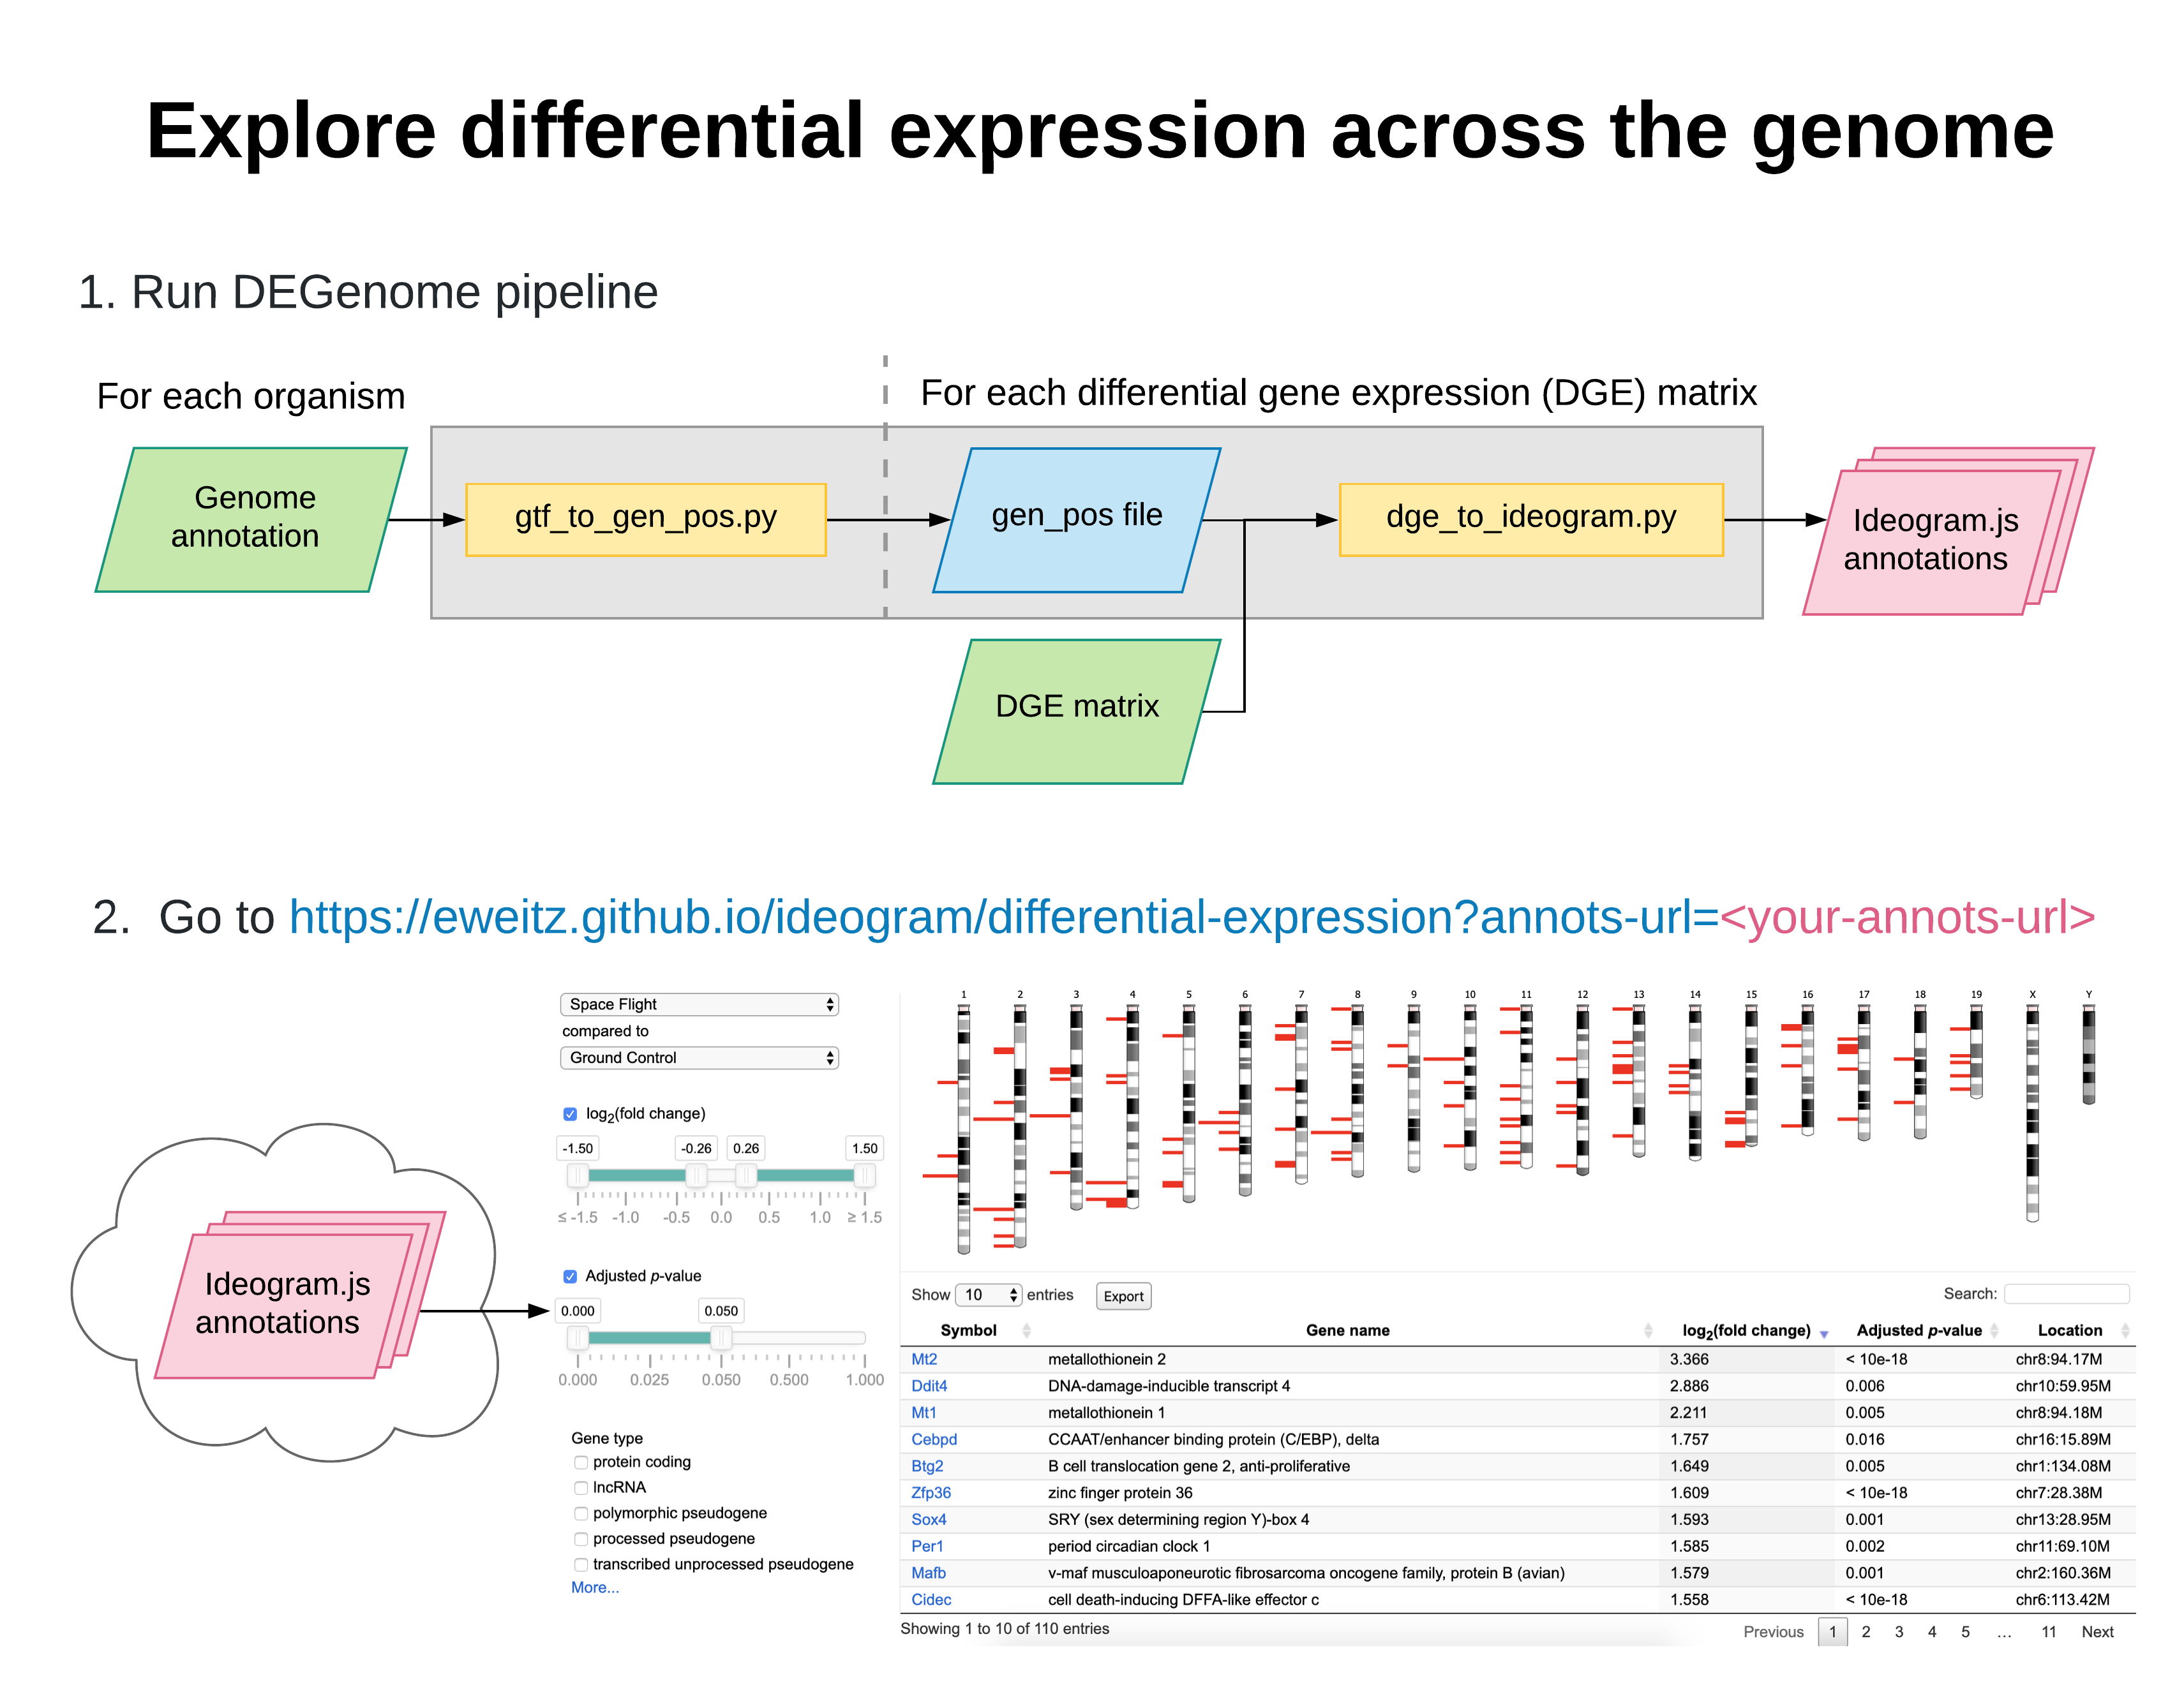 Explore differential expression across the genome
1. Run DEGenome pipeline
For each organism
For each differential gene expression (DGE) matrix
Genome
annotation
gtf_to_gen_pos.py
gen_pos file
dge_to_ideogram.py
Ideogram.js
annotations
DGE matrix
2. Go to https://eweitz.github.io/ideogram/differential-expression?annots-url=<your-annots-url>
Ideogram.js
annotations
Space Flight
compared to
Ground Control
log2(fold change)
-1.50 -0.26 0.26 1.50
≤ -1.5 -1.0 -0.5 0.0 0.5 1.0 ≥ 1.5
Adjusted p-value
0.000 0.050
0.000 0.025 0.050 0.500 1.000
Gene type
protein coding
lncRNA
polymorphic pseudogene
processed pseudogene
transcribed unprocessed pseudogene
More...
1 2 3 4 5 6 7 8 9 10 11 12 13 14 15 16 17 18 19 X Y
Show 10 entries Export Search:
Symbol Gene name log2(fold change) Adjusted p-value Location
Mt2 metallothionein 2 3.366 < 10e-18 chr8:94.17M
Ddit4 DNA-damage-inducible transcript 4 2.886 0.006 chr10:59.95M
Mt1 metallothionein 1 2.211 0.005 chr8:94.18M
Cebpd CCAAT/enhancer binding protein (C/EBP), delta 1.757 0.016 chr16:15.89M
Btg2 B cell translocation gene 2, anti-proliferative 1.649 0.005 chr1:134.08M
Zfp36 zinc finger protein 36 1.609 < 10e-18 chr7:28.38M
Sox4 SRY (sex determining region Y)-box 4 1.593 0.001 chr13:28.95M
Per1 period circadian clock 1 1.585 0.002 chr11:69.10M
Mafb v-maf musculoaponeurotic fibrosarcoma oncogene family, protein B (avian) 1.579 0.001 chr2:160.36M
Cidec cell death-inducing DFFA-like effector c 1.558 < 10e-18 chr6:113.42M
Showing 1 to 10 of 110 entries
Previous 1 2 3 4 5 … 11 Next